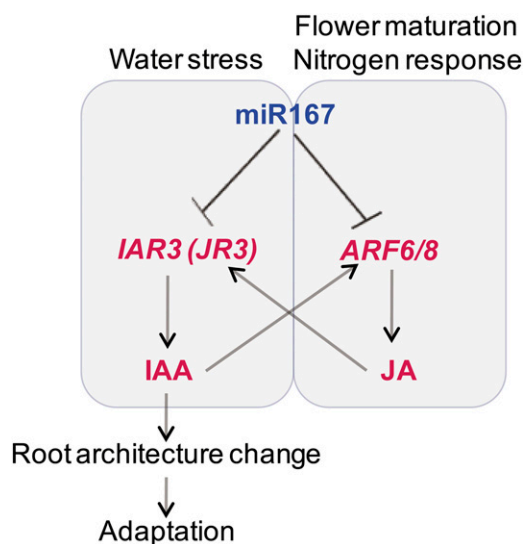 Water stress
Flower maturation
Nitrogen response
miR167
IAR3 (JR3)
ARF6/8
IAA
JA
Root architecture change
Adaptation